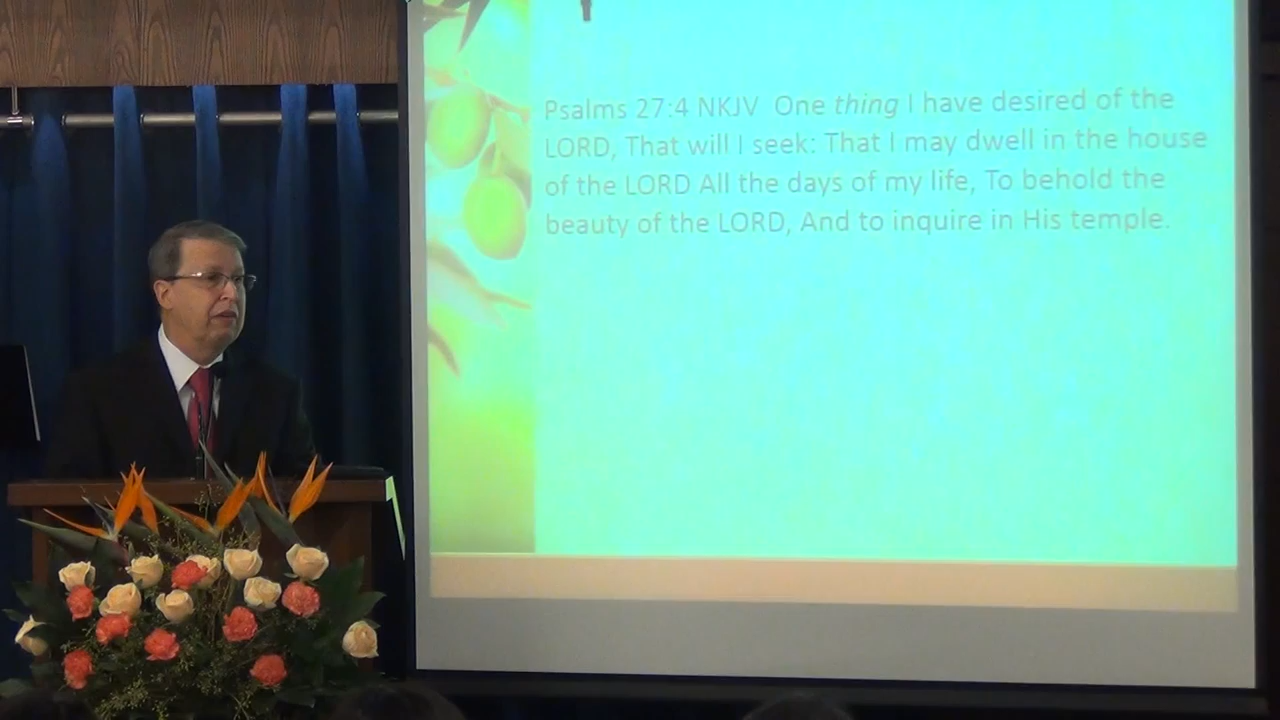 Psalms 27:4 NKJV One thing I have desired of the
LORD, That will I seek: That I may dwell in the house
of the LORD All the days of my life, To behold the
beauty of the LORD, And to inquire in His temple.